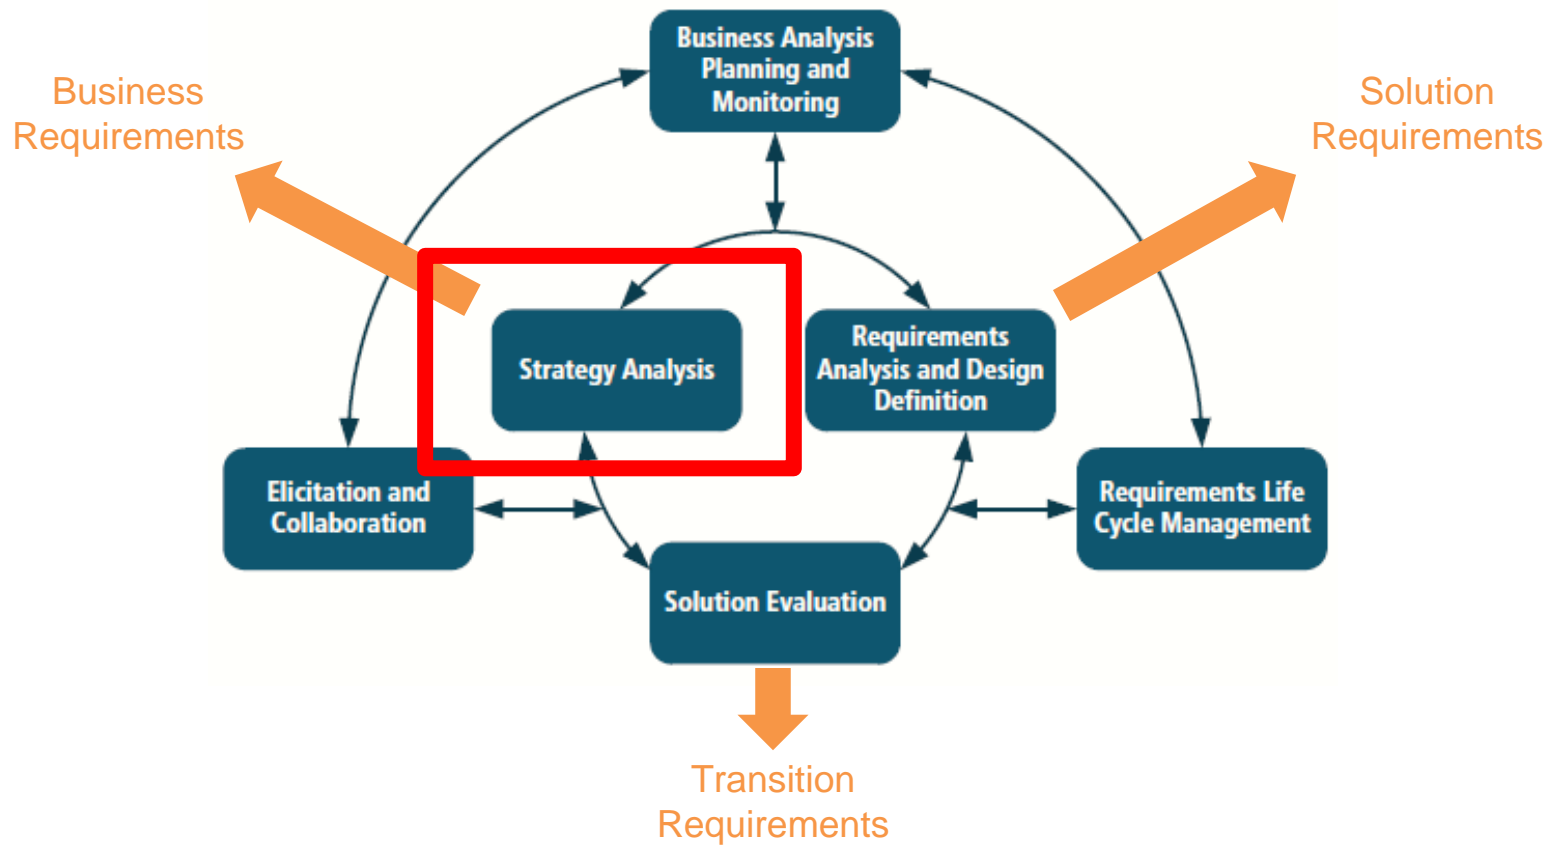 Business Analysis
Planning and
Monitoring
Business
Requirements
Solution
Requirements
Strategy Analysis
Requirements
Analysis and Design
Definition
Elicitation and
Collaboration
Requirements Life
Cycle Management
Solution Evaluation
Transition
Requirements